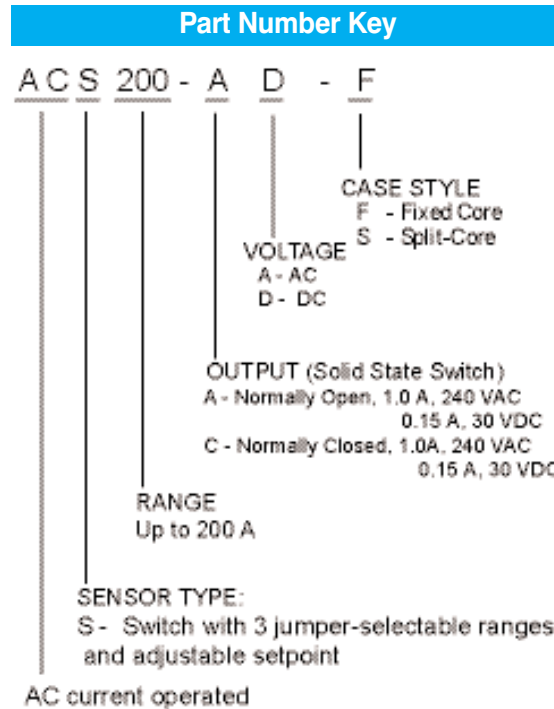 Part Number Key
A C S 200 - A D - F
CASE STYLE
F - Fixed Core
S - Split-Core
VOLTAGE
A - AC
D - DC
OUTPUT (Solid State Switch)
A - Normally Open, 1.0 A, 240 VAC
0.15 A, 30 VDC
C - Normally Closed, 1.0A, 240 VAC
0.15 A, 30 VDC
RANGE
Up to 200 A
SENSOR TYPE:
S - Switch with 3 jumper-selectable ranges
and adjustable setpoint
AC current operated